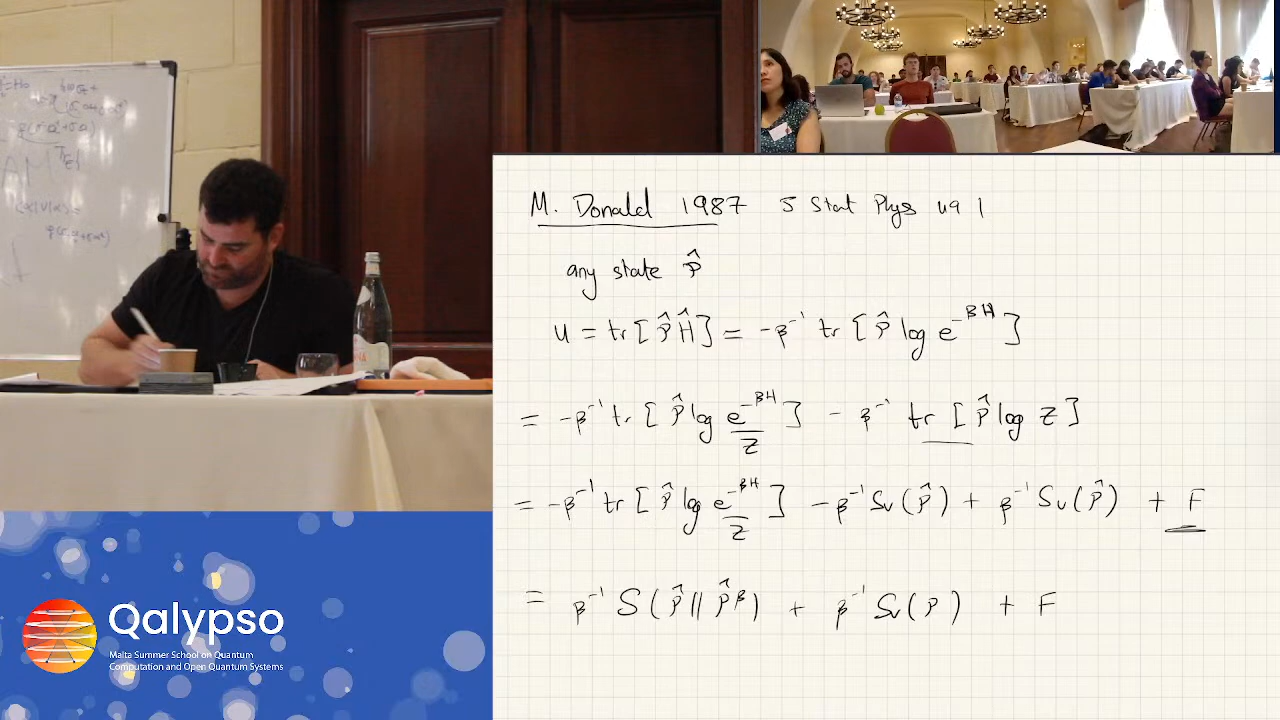 M. Donald 1987 J Stat Phys 49 1
any state ρ̂
U = tr[ρ̂Ĥ] = -β⁻¹ tr[ρ̂ log e^{-βH}]
= -β⁻¹ tr[ρ̂ log e^{-βH}/Z] - β⁻¹ tr[ρ̂ log Z]
= -β⁻¹ tr[ρ̂ log e^{-βH}/Z] - β⁻¹ Sv(ρ̂) + β⁻¹ Sv(ρ̂) + F
= β⁻¹ S(ρ̂||ρ̂^β) + β⁻¹ Sv(ρ) + F
Qalypso
Malta Summer School on Quantum
Computation and Open Quantum Systems